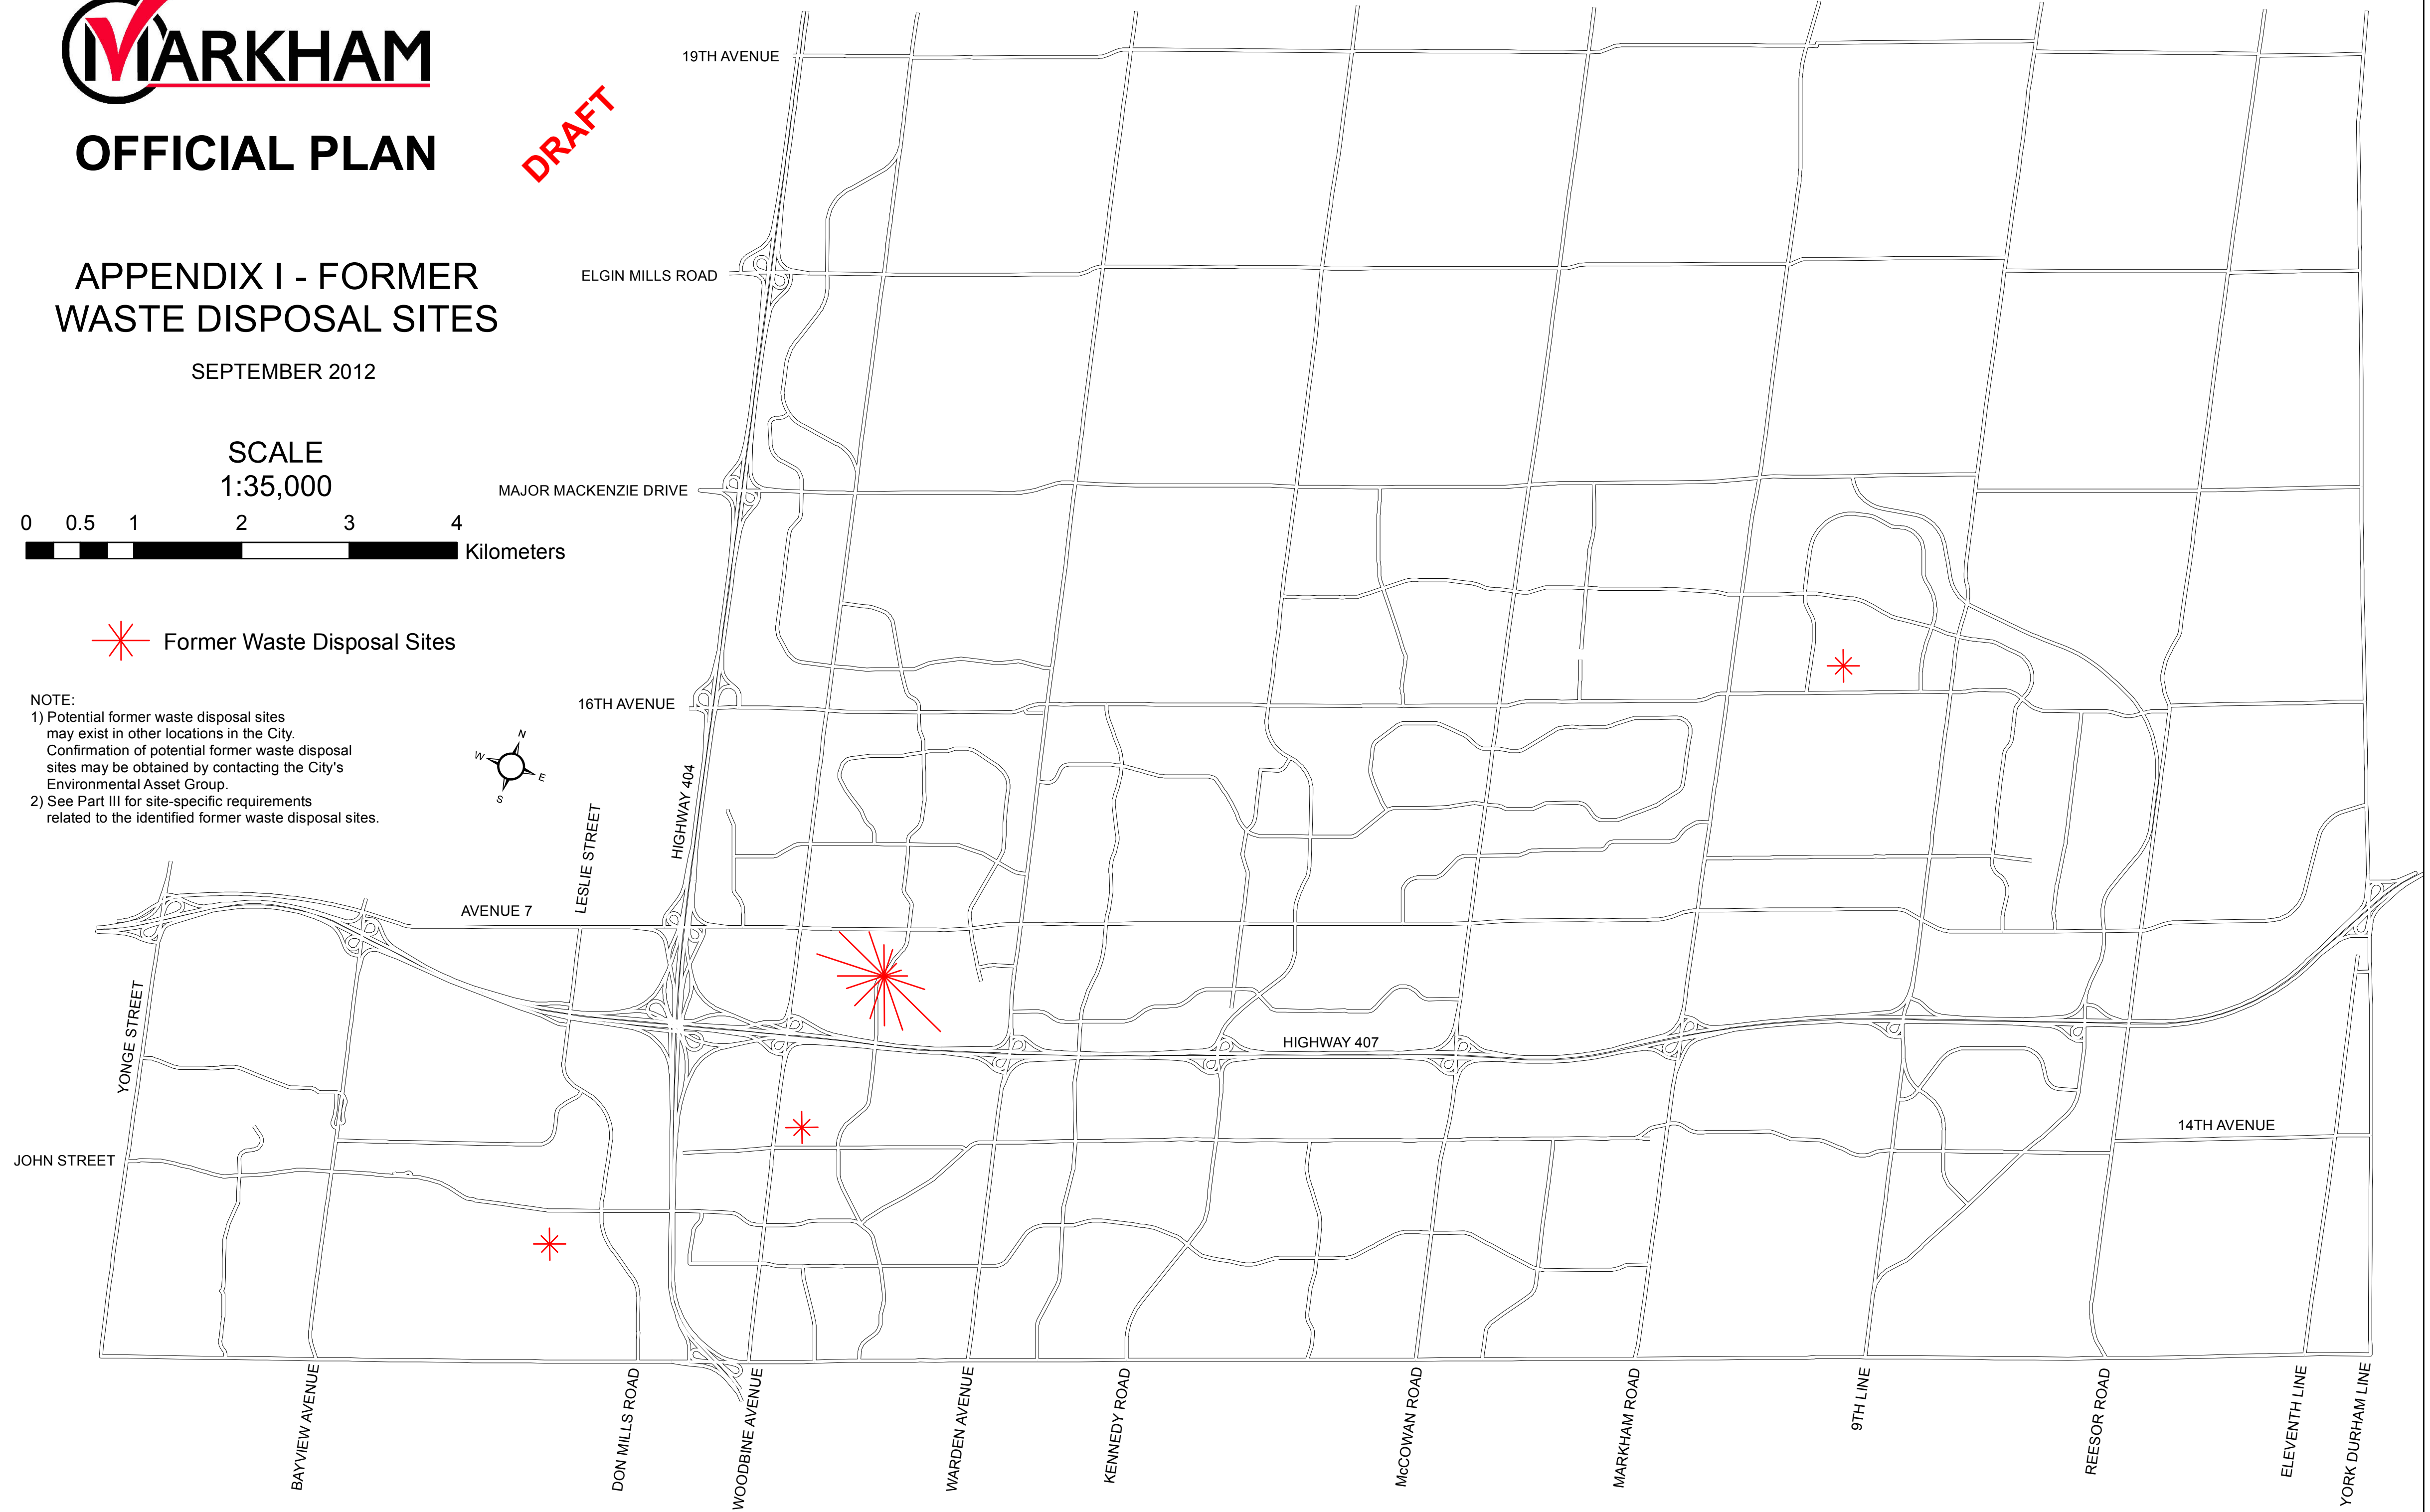 MARKHAM
OFFICIAL PLAN
DRAFT
APPENDIX I - FORMER
WASTE DISPOSAL SITES
SEPTEMBER 2012
SCALE
1:35,000
0 0.5 1 2 3 4
Kilometers
Former Waste Disposal Sites
NOTE:
1) Potential former waste disposal sites
may exist in other locations in the City.
Confirmation of potential former waste disposal
sites may be obtained by contacting the City's
Environmental Asset Group.
2) See Part III for site-specific requirements
related to the identified former waste disposal sites.
N
W
E
S
19TH AVENUE
ELGIN MILLS ROAD
MAJOR MACKENZIE DRIVE
16TH AVENUE
HIGHWAY 404
LESLIE STREET
AVENUE 7
YONGE STREET
HIGHWAY 407
14TH AVENUE
JOHN STREET
BAYVIEW AVENUE
DON MILLS ROAD
WOODBINE AVENUE
WARDEN AVENUE
KENNEDY ROAD
McCOWAN ROAD
MARKHAM ROAD
9TH LINE
REESOR ROAD
ELEVENTH LINE
YORK DURHAM LINE